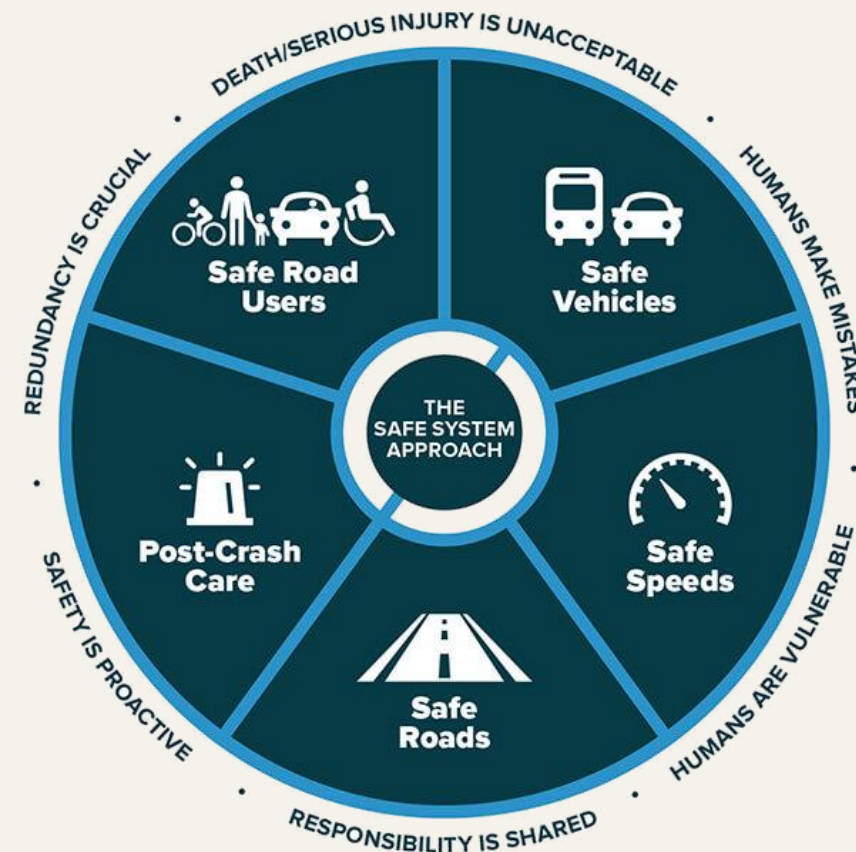 DEATH/SERIOUS INJURY IS UNACCEPTABLE
HUMANS MAKE MISTAKES
HUMANS ARE VULNERABLE
RESPONSIBILITY IS SHARED
SAFETY IS PROACTIVE
REDUNDANCY IS CRUCIAL
Safe Road
Users
Safe
Vehicles
Safe
Speeds
Safe
Roads
Post-Crash
Care
THE
SAFE SYSTEM
APPROACH